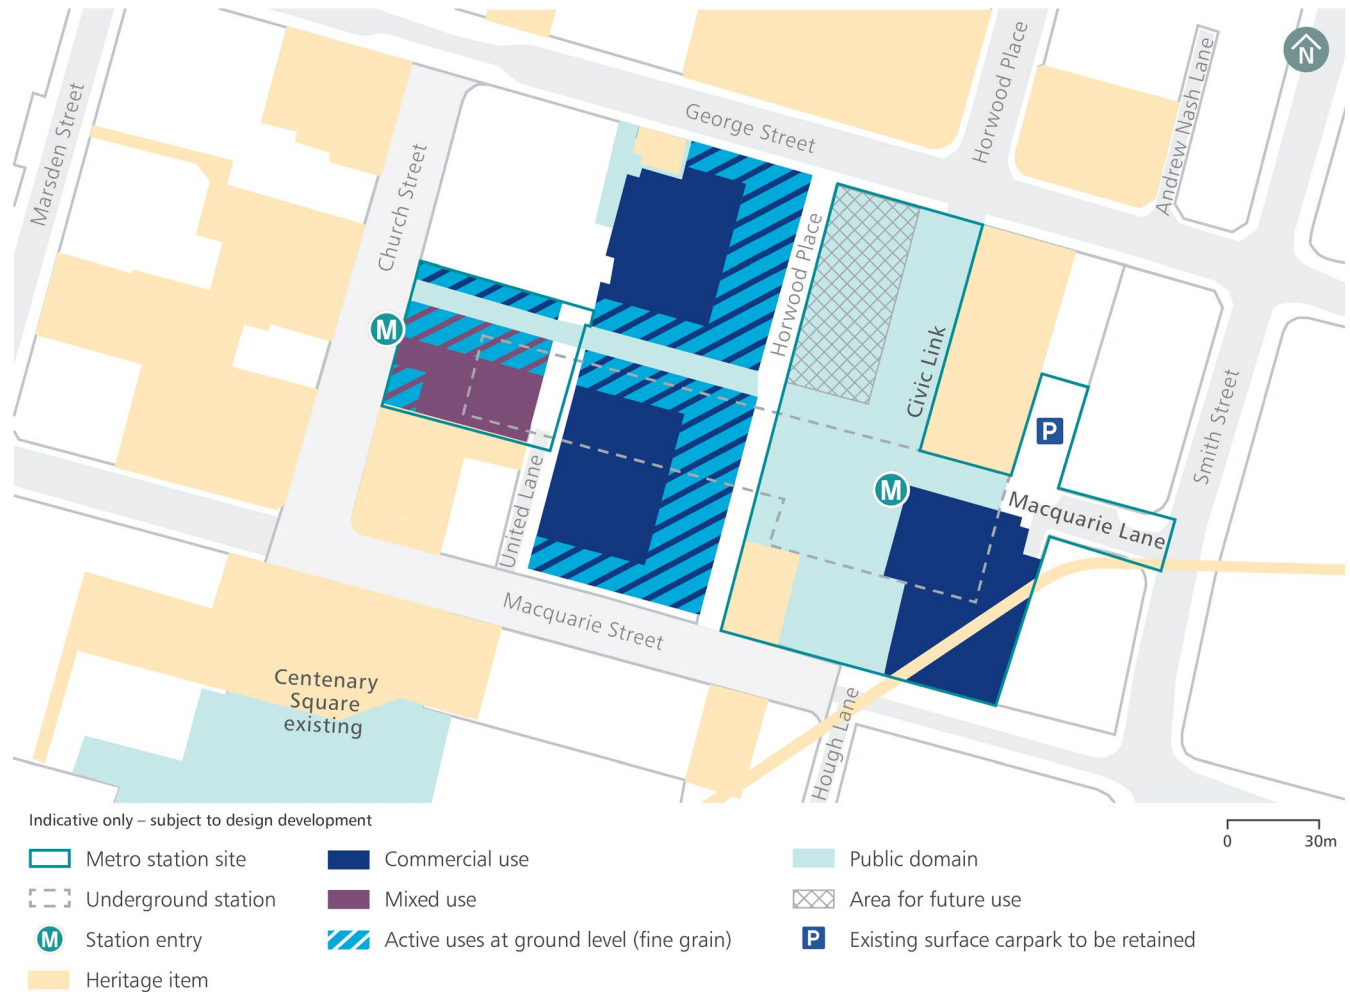 N
Marsden Street
Church Street
George Street
Horwood Place
Andrew Nash Lane
Horwood Place
M
Civic Link
P
Smith Street
M
Macquarie Lane
United Lane
Macquarie Street
Centenary
Square
existing
Hough Lane
Indicative only – subject to design development
0 30m
Metro station site
Commercial use
Public domain
Underground station
Mixed use
Area for future use
M
Station entry
Active uses at ground level (fine grain)
P
Existing surface carpark to be retained
Heritage item